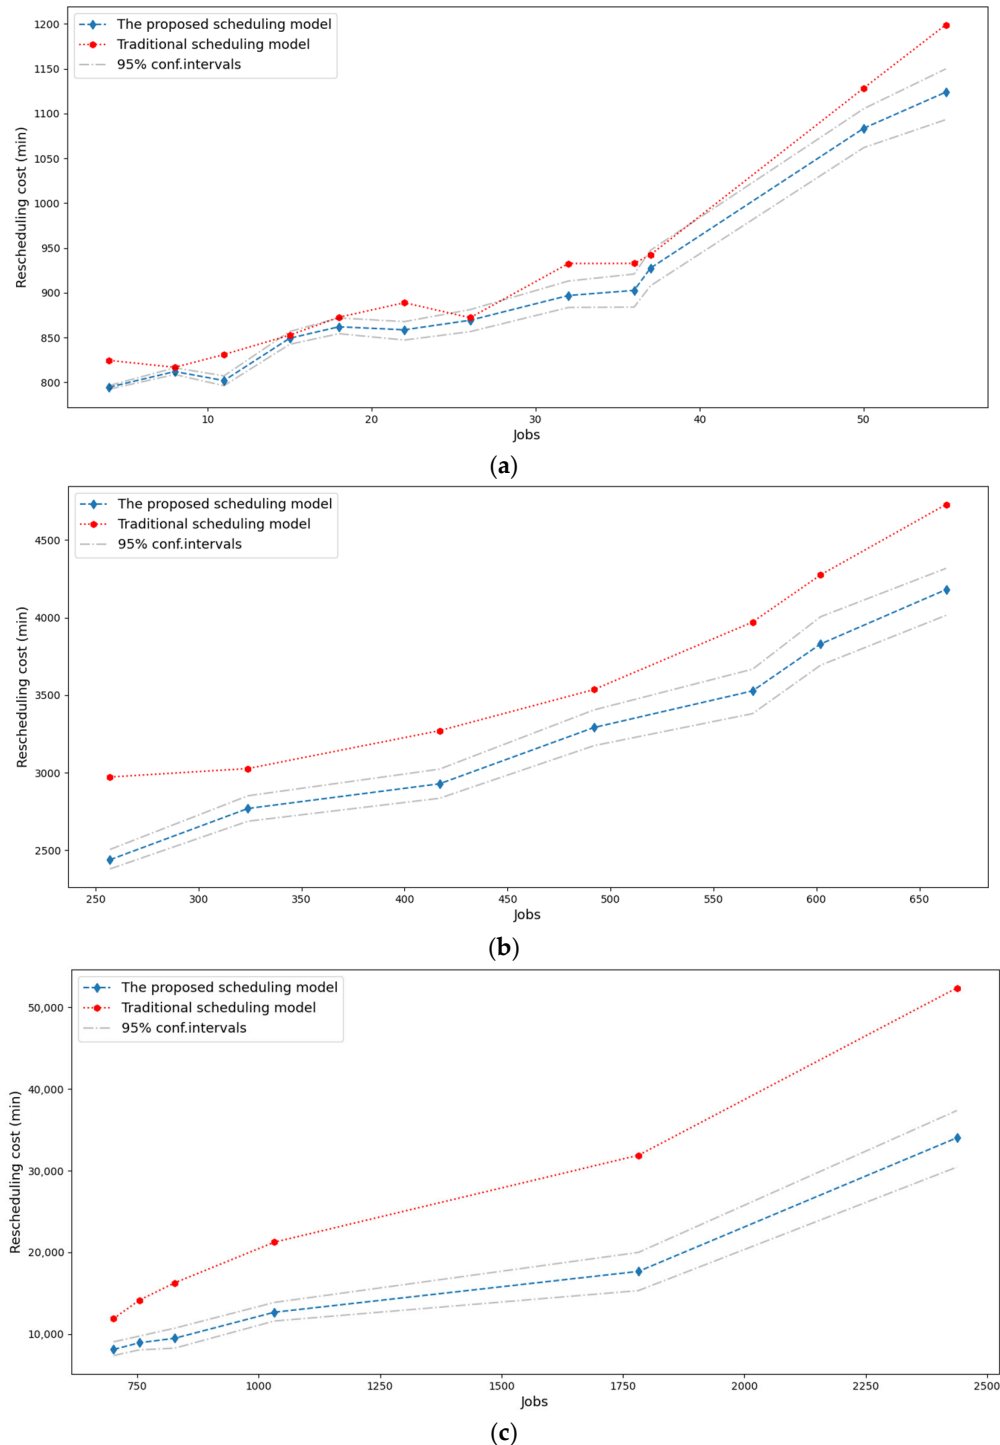 The proposed scheduling model
Traditional scheduling model
95% conf.intervals
1200
1150
1100
1050
1000
950
900
850
800
Rescheduling cost (min)
10 20 30 40 50
Jobs
(a)
The proposed scheduling model
Traditional scheduling model
95% conf.intervals
4500
4000
3500
3000
2500
Rescheduling cost (min)
250 300 350 400 450 500 550 600 650
Jobs
(b)
The proposed scheduling model
Traditional scheduling model
95% conf.intervals
50,000
40,000
30,000
20,000
10,000
Rescheduling cost (min)
750 1000 1250 1500 1750 2000 2250 2500
Jobs
(c)